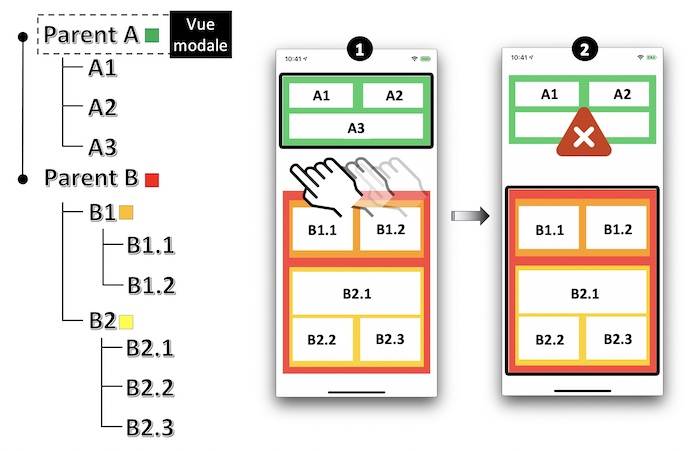 Parent A
Vue
modale
A1
A2
A3
Parent B
B1
B1.1
B1.2
B2
B2.1
B2.2
B2.3
1
10:41
A1
A2
A3
B1.1
B1.2
B2.1
B2.2
B2.3
2
10:41
A1
A2
B1.1
B1.2
B2.1
B2.2
B2.3